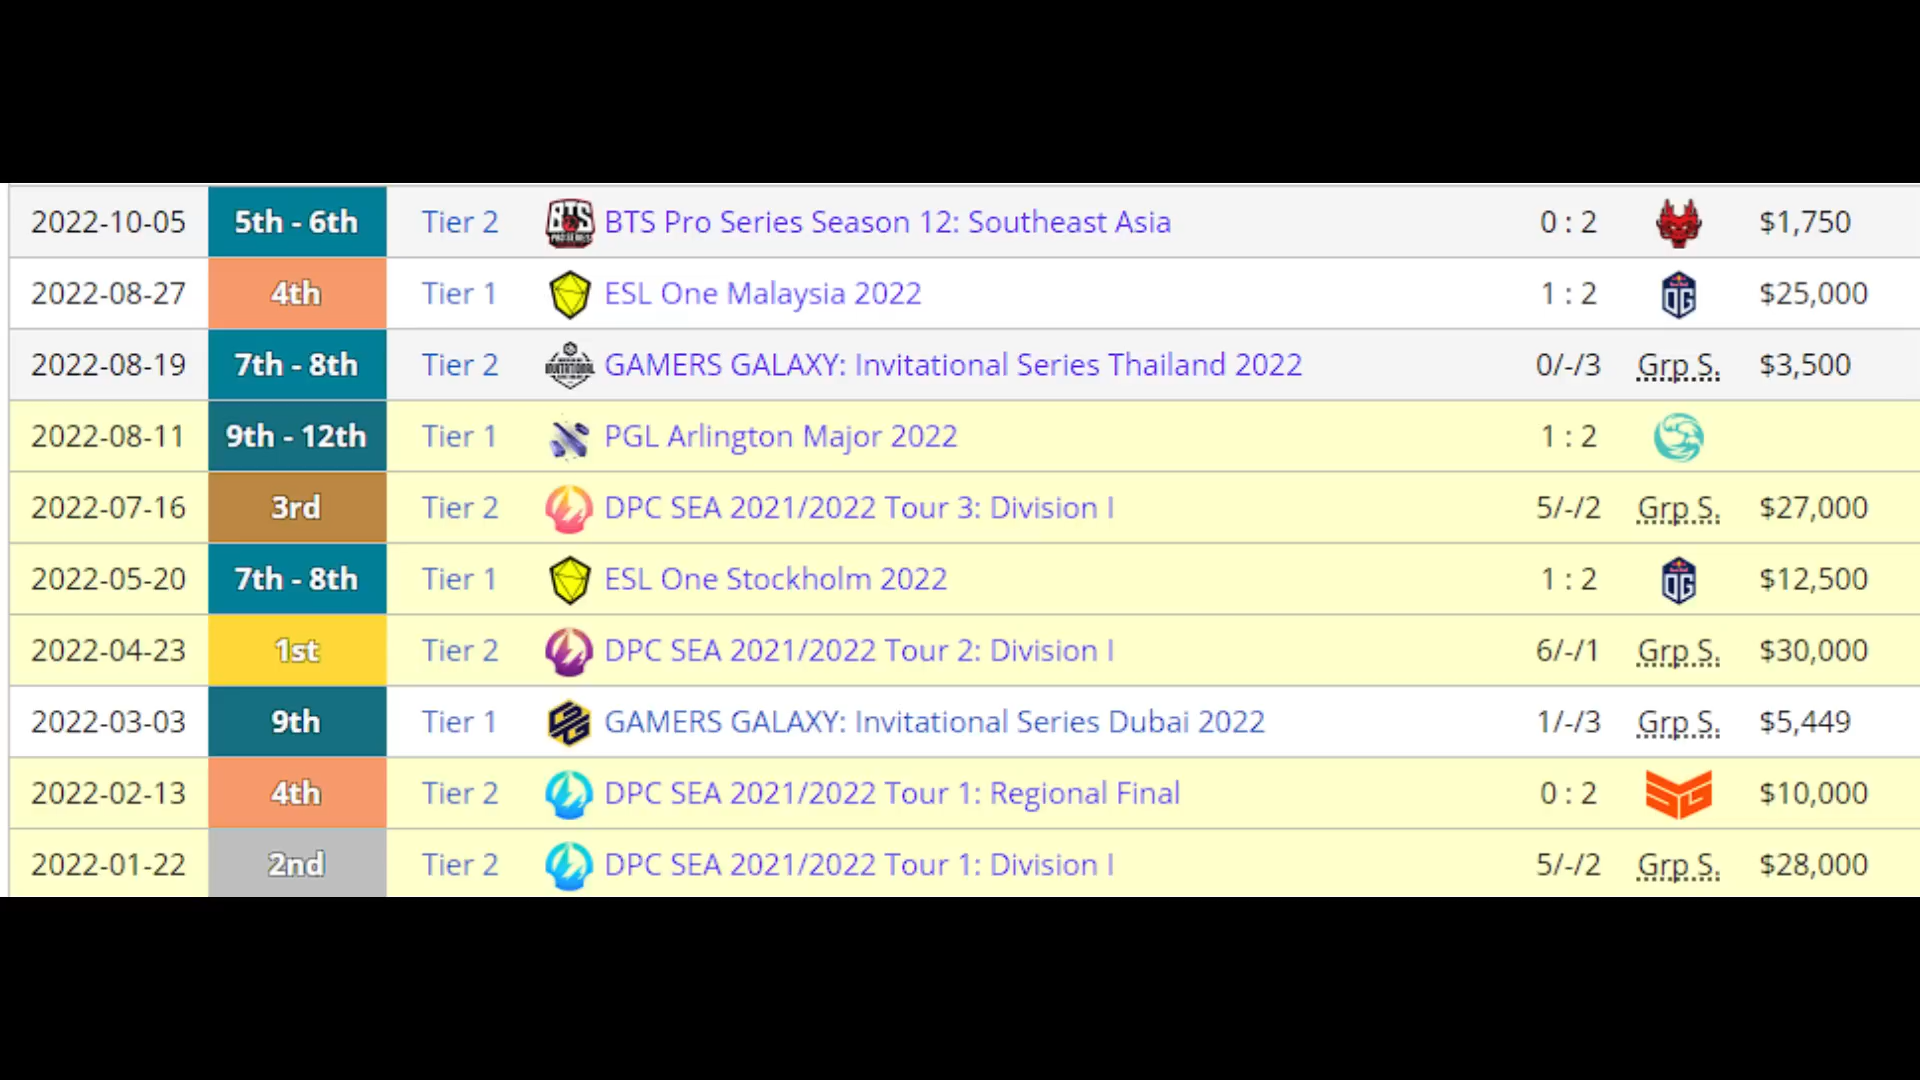 2022-10-05 5th - 6th Tier 2 BTS PRO SERIES BTS Pro Series Season 12: Southeast Asia 0 : 2 $1,750
2022-08-27 4th Tier 1 ESL One Malaysia 2022 1 : 2 OG $25,000
2022-08-19 7th - 8th Tier 2 INVITATIONAL GAMERS GALAXY: Invitational Series Thailand 2022 0/-/3 Grp S. $3,500
2022-08-11 9th - 12th Tier 1 PGL Arlington Major 2022 1 : 2
2022-07-16 3rd Tier 2 DPC SEA 2021/2022 Tour 3: Division I 5/-/2 Grp S. $27,000
2022-05-20 7th - 8th Tier 1 ESL One Stockholm 2022 1 : 2 OG $12,500
2022-04-23 1st Tier 2 DPC SEA 2021/2022 Tour 2: Division I 6/-/1 Grp S. $30,000
2022-03-03 9th Tier 1 GAMERS GALAXY: Invitational Series Dubai 2022 1/-/3 Grp S. $5,449
2022-02-13 4th Tier 2 DPC SEA 2021/2022 Tour 1: Regional Final 0 : 2 SG $10,000
2022-01-22 2nd Tier 2 DPC SEA 2021/2022 Tour 1: Division I 5/-/2 Grp S. $28,000